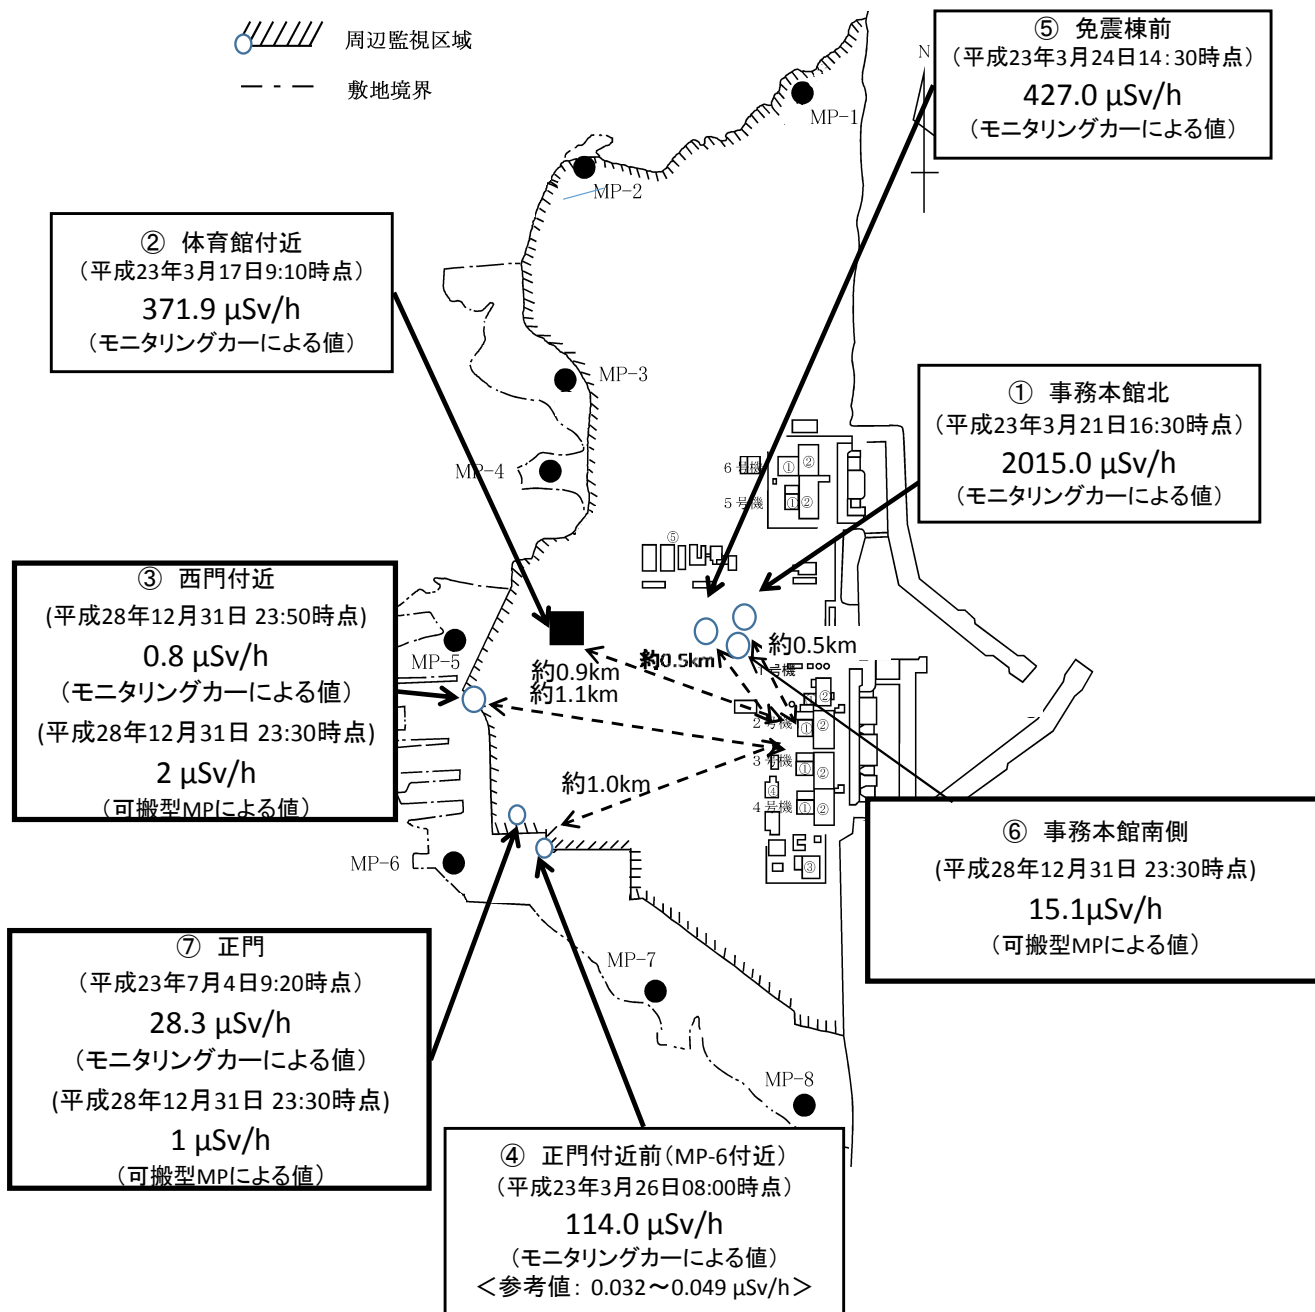 周辺監視区域
敷地境界
⑤ 免震棟前
(平成23年3月24日14:30時点)
427.0 µSv/h
(モニタリングカーによる値)
N
MP-1
MP-2
② 体育館付近
(平成23年3月17日9:10時点)
371.9 µSv/h
(モニタリングカーによる値)
MP-3
① 事務本館北
(平成23年3月21日16:30時点)
2015.0 µSv/h
(モニタリングカーによる値)
MP-4
6号機
①
②
5号機
①
②
⑤
③ 西門付近
(平成28年12月31日 23:50時点)
0.8 µSv/h
(モニタリングカーによる値)
(平成28年12月31日 23:30時点)
2 µSv/h
(可搬型MPによる値)
MP-5
約0.9km
約1.1km
約0.5km
約0.5km
1号機
②
2号機
①
②
3号機
①
②
約1.0km
④
4号機
①
②
③
MP-6
⑥ 事務本館南側
(平成28年12月31日 23:30時点)
15.1µSv/h
(可搬型MPによる値)
⑦ 正門
(平成23年7月4日9:20時点)
28.3 µSv/h
(モニタリングカーによる値)
(平成28年12月31日 23:30時点)
1 µSv/h
(可搬型MPによる値)
MP-7
MP-8
④ 正門付近前(MP-6付近)
(平成23年3月26日08:00時点)
114.0 µSv/h
(モニタリングカーによる値)
<参考値: 0.032～0.049 µSv/h>